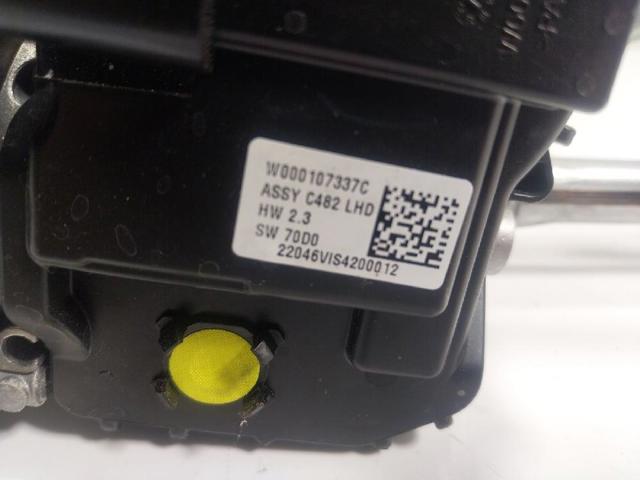 W000107337C
ASSY C482 LHD
HW 2.3
SW 70D0
22046VIS4200012